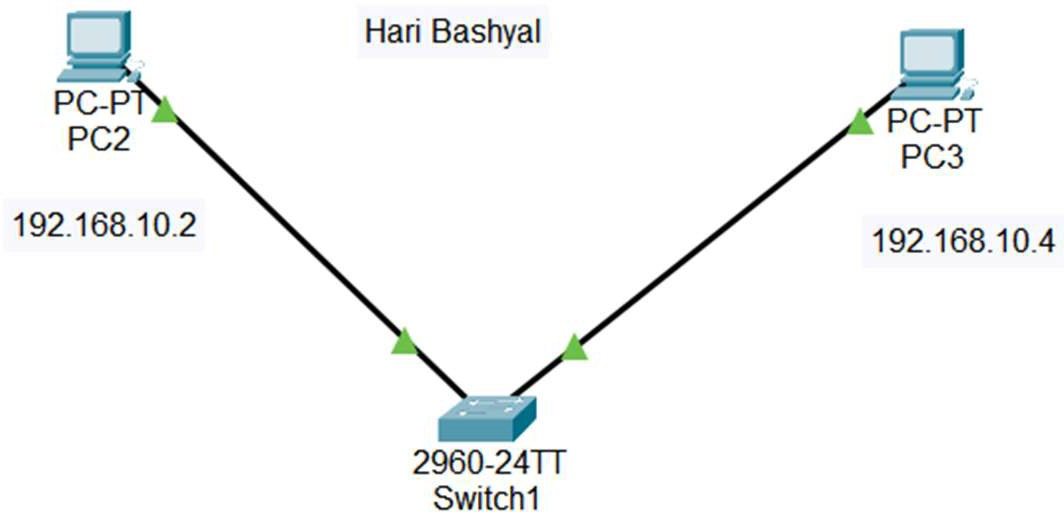 Hari Bashyal
PC-PT
PC2
PC-PT
PC3
192.168.10.2
192.168.10.4
2960-24TT
Switch1